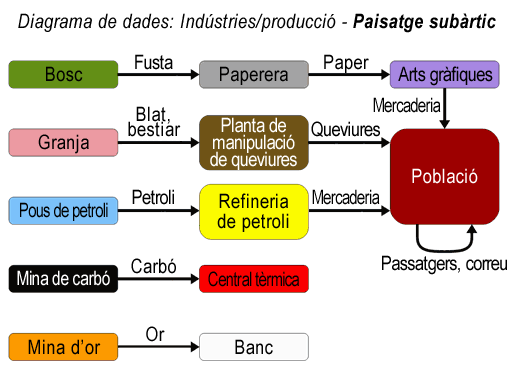 Diagrama de dades: Indústries/producció - Paisatge subàrtic
Bosc
Fusta
Paperera
Paper
Arts gràfiques
Mercaderia
Granja
Blat,
bestiar
Planta de
manipulació
de queviures
Queviures
Població
Pous de petroli
Petroli
Refineria
de petroli
Mercaderia
Passatgers, correu
Mina de carbó
Carbó
Central tèrmica
Mina d'or
Or
Banc